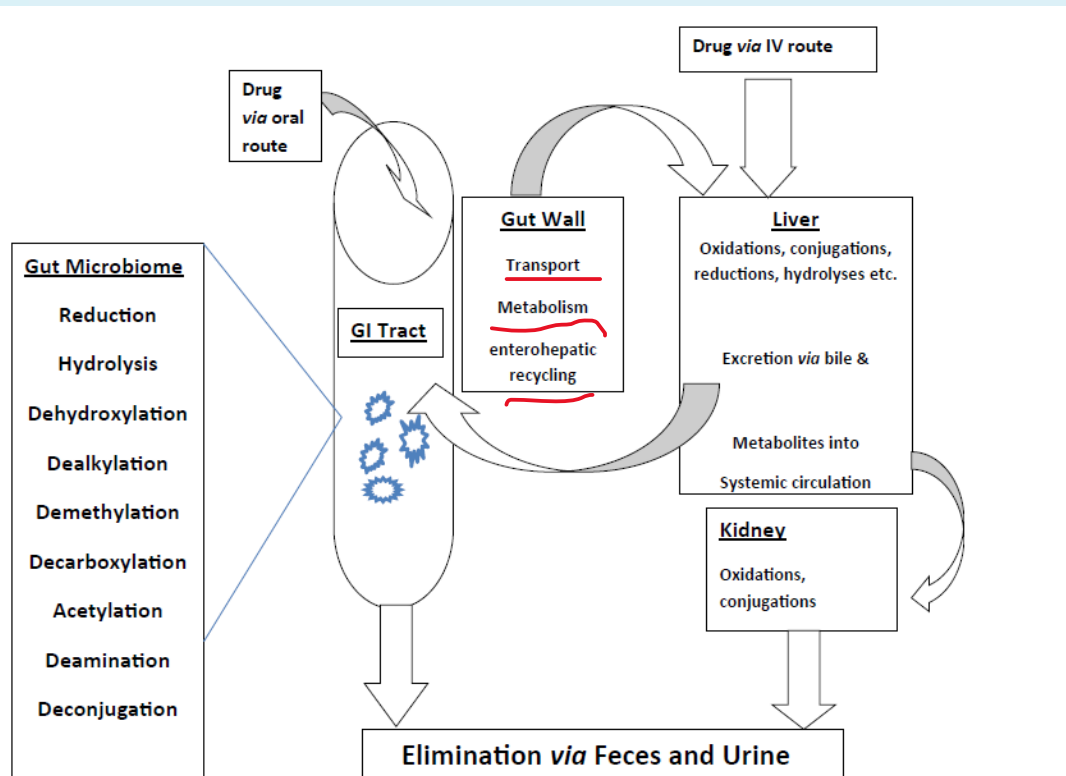 Drug via IV route
Drug
via oral
route
Gut Wall
Transport
Metabolism
enterohepatic
recycling
Liver
Oxidations, conjugations,
reductions, hydrolyses etc.
Excretion via bile &
Metabolites into
Systemic circulation
Gut Microbiome
Reduction
Hydrolysis
Dehydroxylation
Dealkylation
Demethylation
Decarboxylation
Acetylation
Deamination
Deconjugation
GI Tract
Kidney
Oxidations,
conjugations
Elimination via Feces and Urine